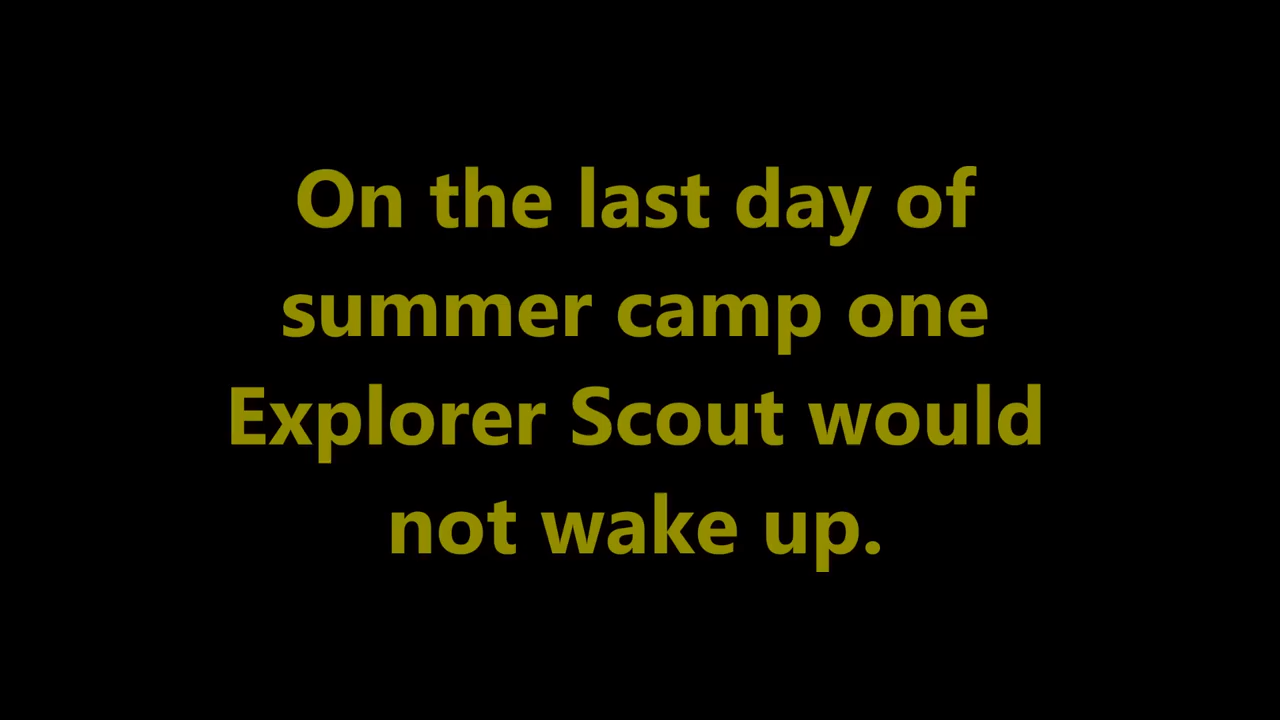 On the last day of
summer camp one
Explorer Scout would
not wake up.